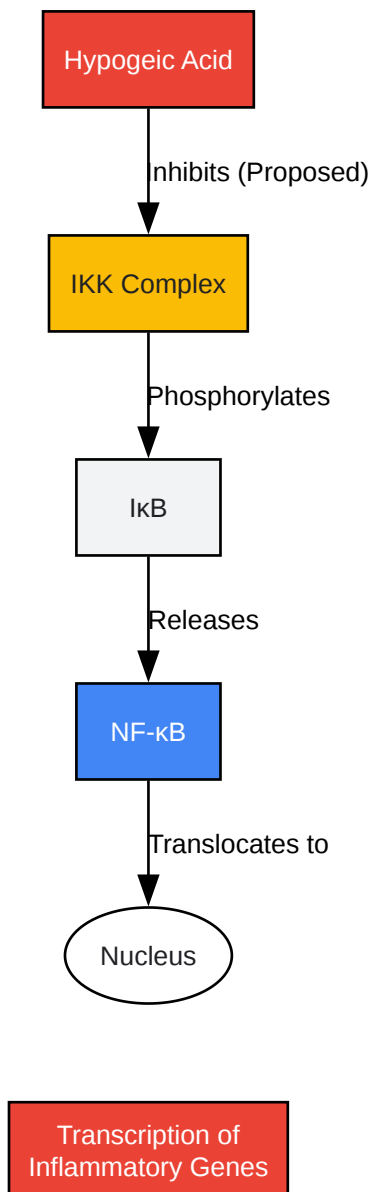 Hypogeic Acid
Inhibits (Proposed)
IKK Complex
Phosphorylates
IκB
Releases
NF-κB
Translocates to
Nucleus
Transcription of
Inflammatory Genes